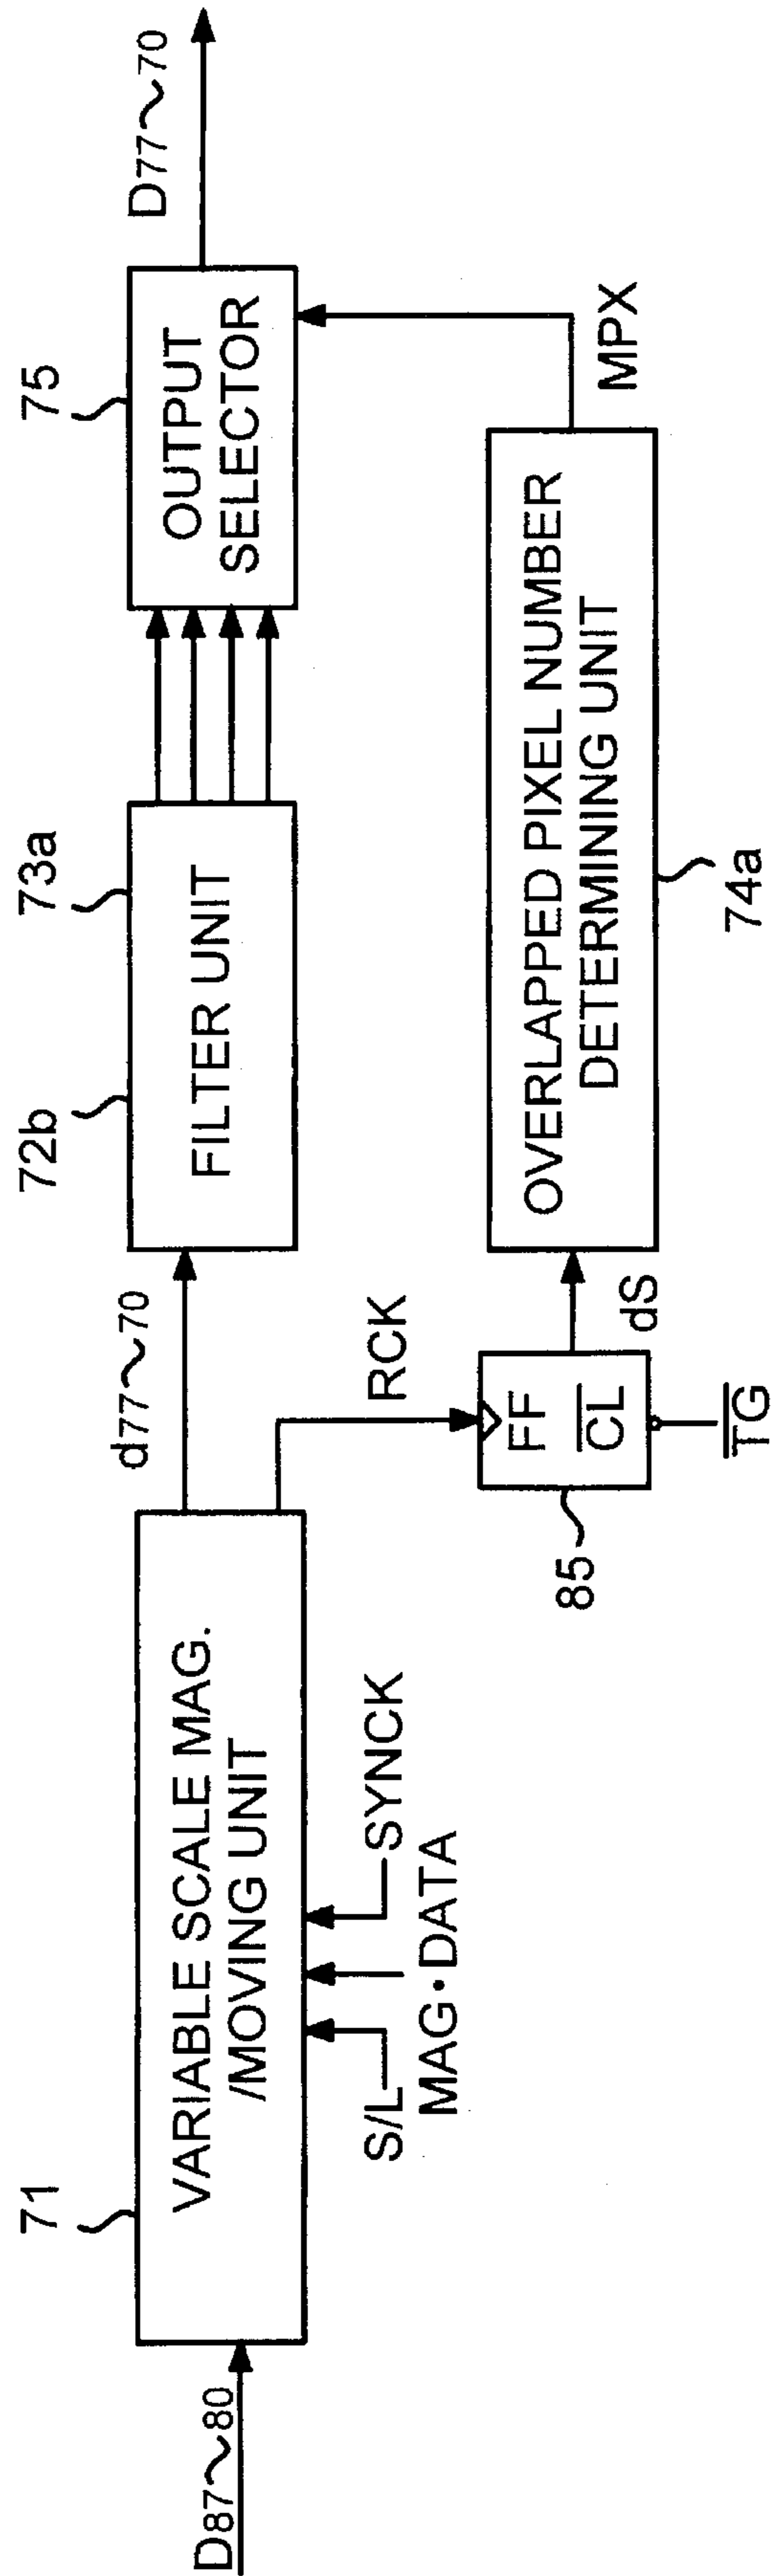 D87~80
71
VARIABLE SCALE MAG.
/MOVING UNIT
S/L
MAG•DATA
SYNCK
d77~70
RCK
72b
73a
FILTER UNIT
75
OUTPUT
SELECTOR
D77~70
85
FF
CL
TG
dS
OVERLAPPED PIXEL NUMBER
DETERMINING UNIT
74a
MPX